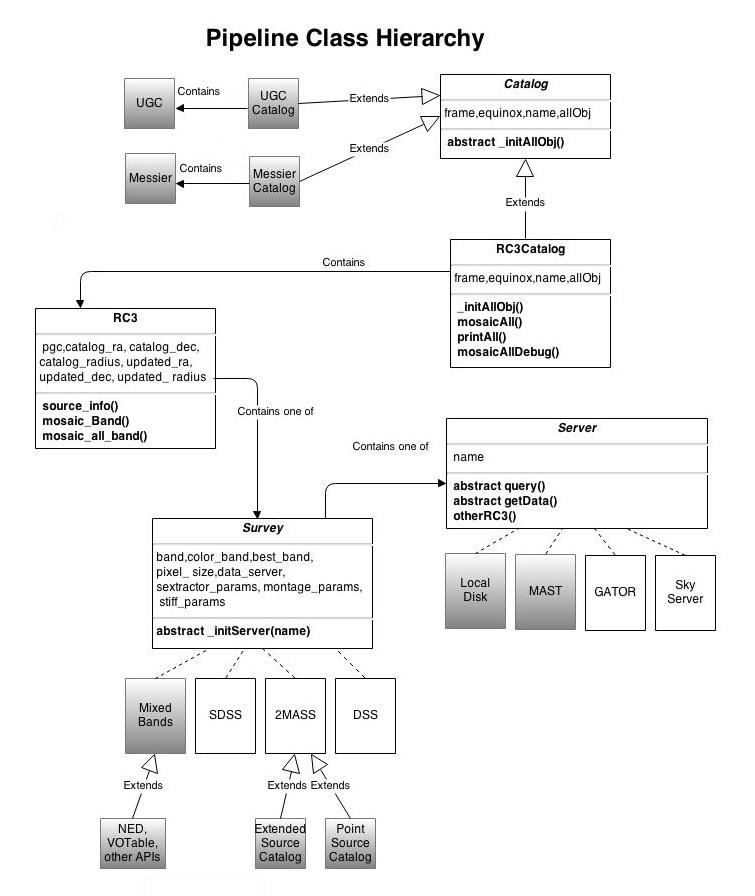 Pipeline Class Hierarchy
UGC
Contains
UGC
Catalog
Extends
Catalog
frame,equinox,name,allObj
abstract _initAllObj()
Messier
Contains
Messier
Catalog
Extends
Extends
RC3Catalog
frame,equinox,name,allObj
_initAllObj()
mosaicAll()
printAll()
mosaicAllDebug()
Contains
RC3
pgc,catalog_ra, catalog_dec,
catalog_radius, updated_ra,
updated_dec, updated_ radius
source_info()
mosaic_Band()
mosaic_all_band()
Contains one of
Contains one of
Server
name
abstract query()
abstract getData()
otherRC3()
Local
Disk
MAST
GATOR
Sky
Server
Survey
band,color_band,best_band,
pixel_ size,data_server,
sextractor_params, montage_params,
stiff_params
abstract _initServer(name)
Mixed
Bands
SDSS
2MASS
DSS
Extends
Extends
Extends
NED,
VOTable,
other APIs
Extended
Source
Catalog
Point
Source
Catalog